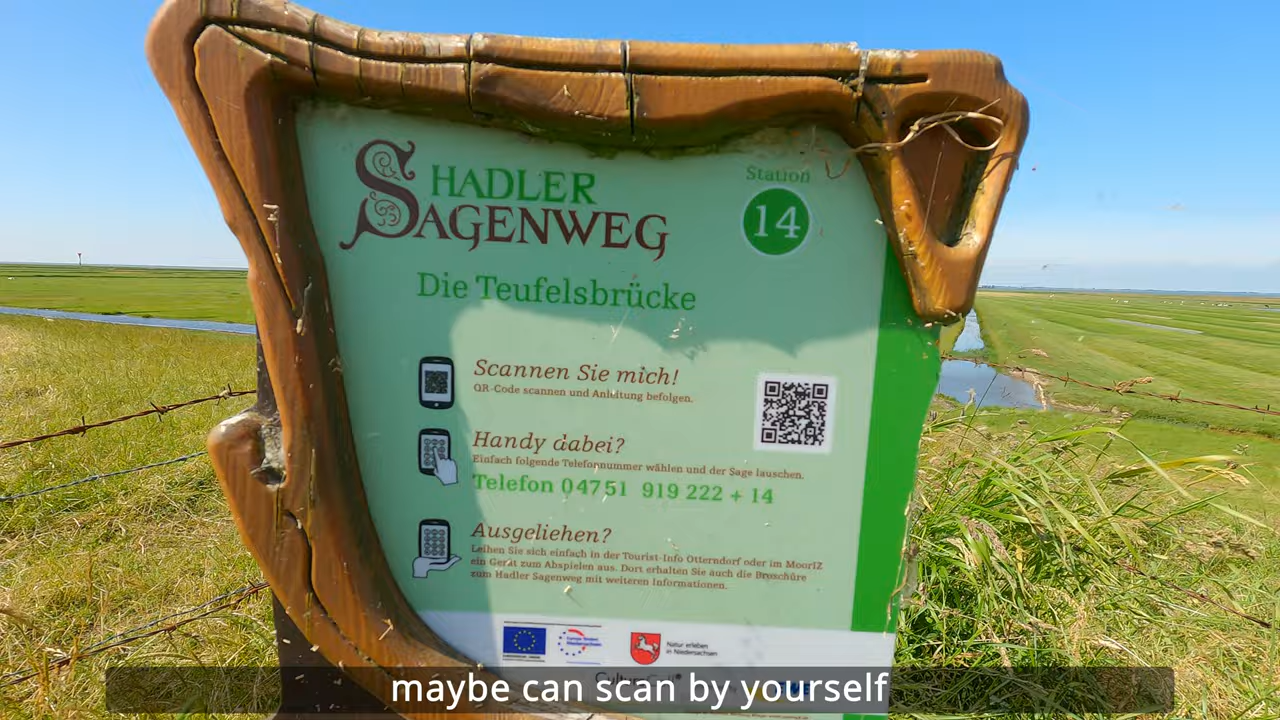 HADLER
SAGENWEG
Station
14
Die Teufelsbrücke
Scannen Sie mich!
QR-Code scannen und Anleitung befolgen.
Handy dabei?
Einfach folgende Telefonnummer wählen und der Sage lauschen.
Telefon 04751 919 222 + 14
Ausgeliehen?
Leihen Sie sich einfach in der Tourist-Info Otterndorf oder im MoorIZ
ein Gerät zum Abspielen aus. Dort erhalten Sie auch die Broschüre
zum Hadler Sagenweg mit weiteren Informationen.
Natur erleben
in Niedersachsen
maybe can scan by yourself